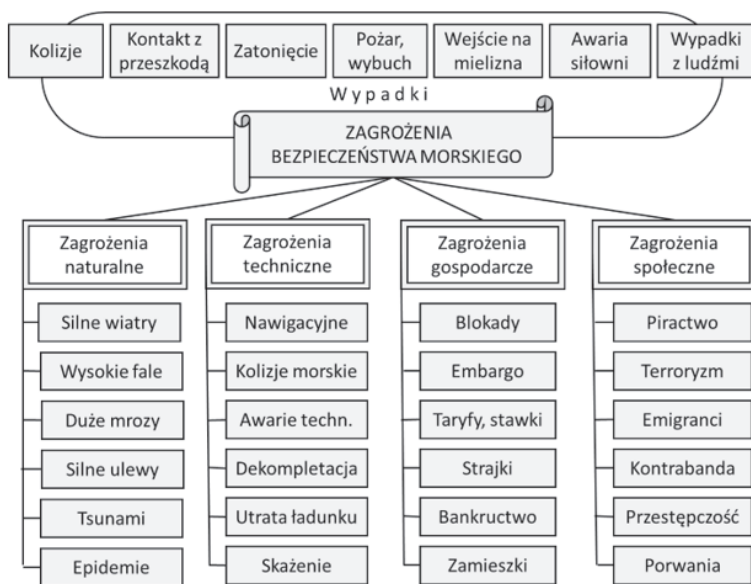 Kolizje
Kontakt z
przeszkodą
Zatonięcie
Pożar,
wybuch
Wejście na
mielizna
Awaria
siłowni
Wypadki
z ludźmi
Wypadki
ZAGROŻENIA
BEZPIECZEŃSTWA MORSKIEGO
Zagrożenia
naturalne
Silne wiatry
Wysokie fale
Duże mrozy
Silne ulewy
Tsunami
Epidemie
Zagrożenia
techniczne
Nawigacyjne
Kolizje morskie
Awarie techn.
Dekompletacja
Utrata ładunku
Skażenie
Zagrożenia
gospodarcze
Blokady
Embargo
Taryfy, stawki
Strajki
Bankructwo
Zamieszki
Zagrożenia
społeczne
Piractwo
Terroryzm
Emigranci
Kontrabanda
Przestępczość
Porwania